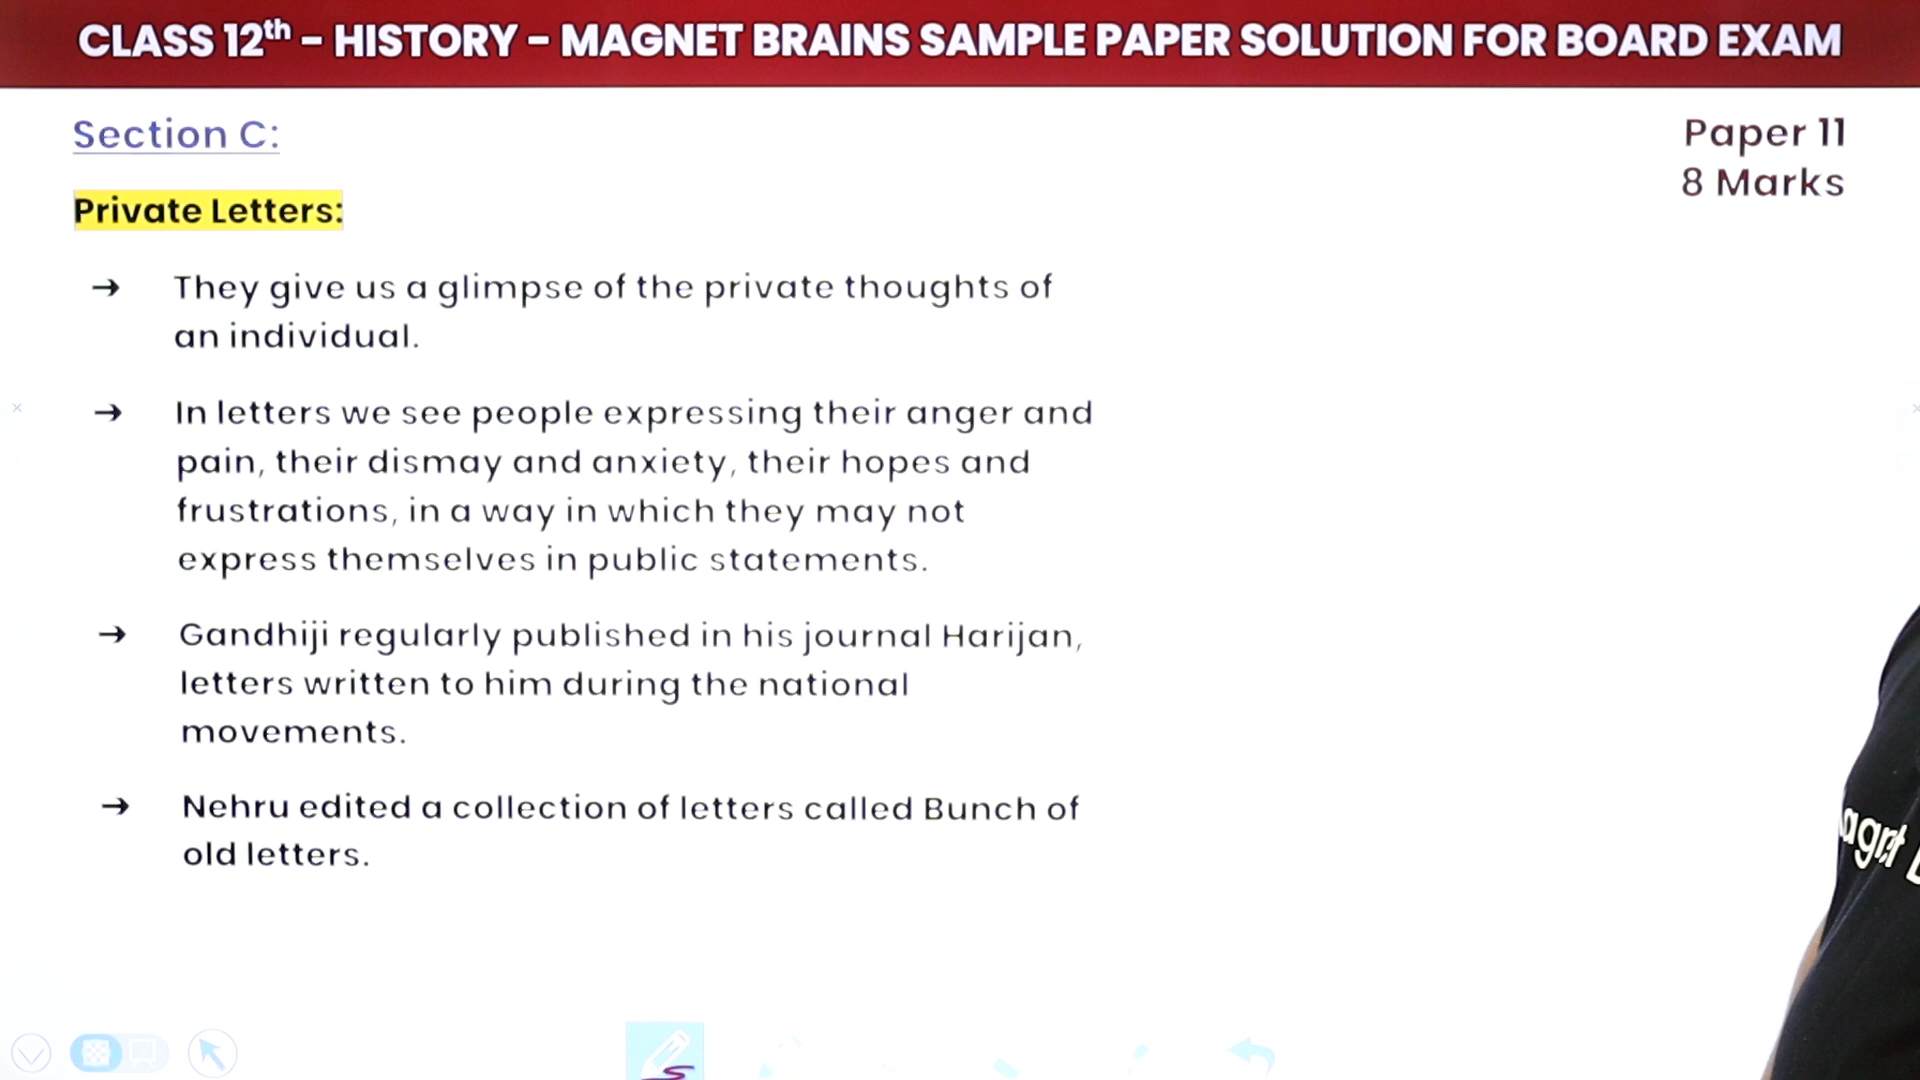 CLASS 12th - HISTORY - MAGNET BRAINS SAMPLE PAPER SOLUTION FOR BOARD EXAM
Section C:
Paper 11
8 Marks
Private Letters:
→ They give us a glimpse of the private thoughts of
an individual.
→ In letters we see people expressing their anger and
pain, their dismay and anxiety, their hopes and
frustrations, in a way in which they may not
express themselves in public statements.
→ Gandhiji regularly published in his journal Harijan,
letters written to him during the national
movements.
→ Nehru edited a collection of letters called Bunch of
old letters.